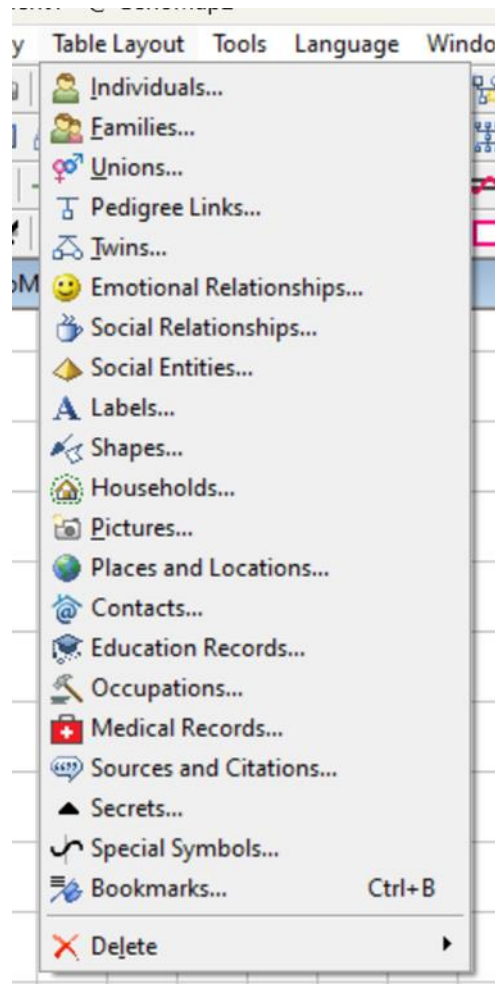 y Table Layout Tools Language Windo
Individuals...
Families...
Unions...
Pedigree Links...
Twins...
Emotional Relationships...
Social Relationships...
Social Entities...
Labels...
Shapes...
Households...
Pictures...
Places and Locations...
Contacts...
Education Records...
Occupations...
Medical Records...
Sources and Citations...
Secrets...
Special Symbols...
Bookmarks... Ctrl+B
Delete